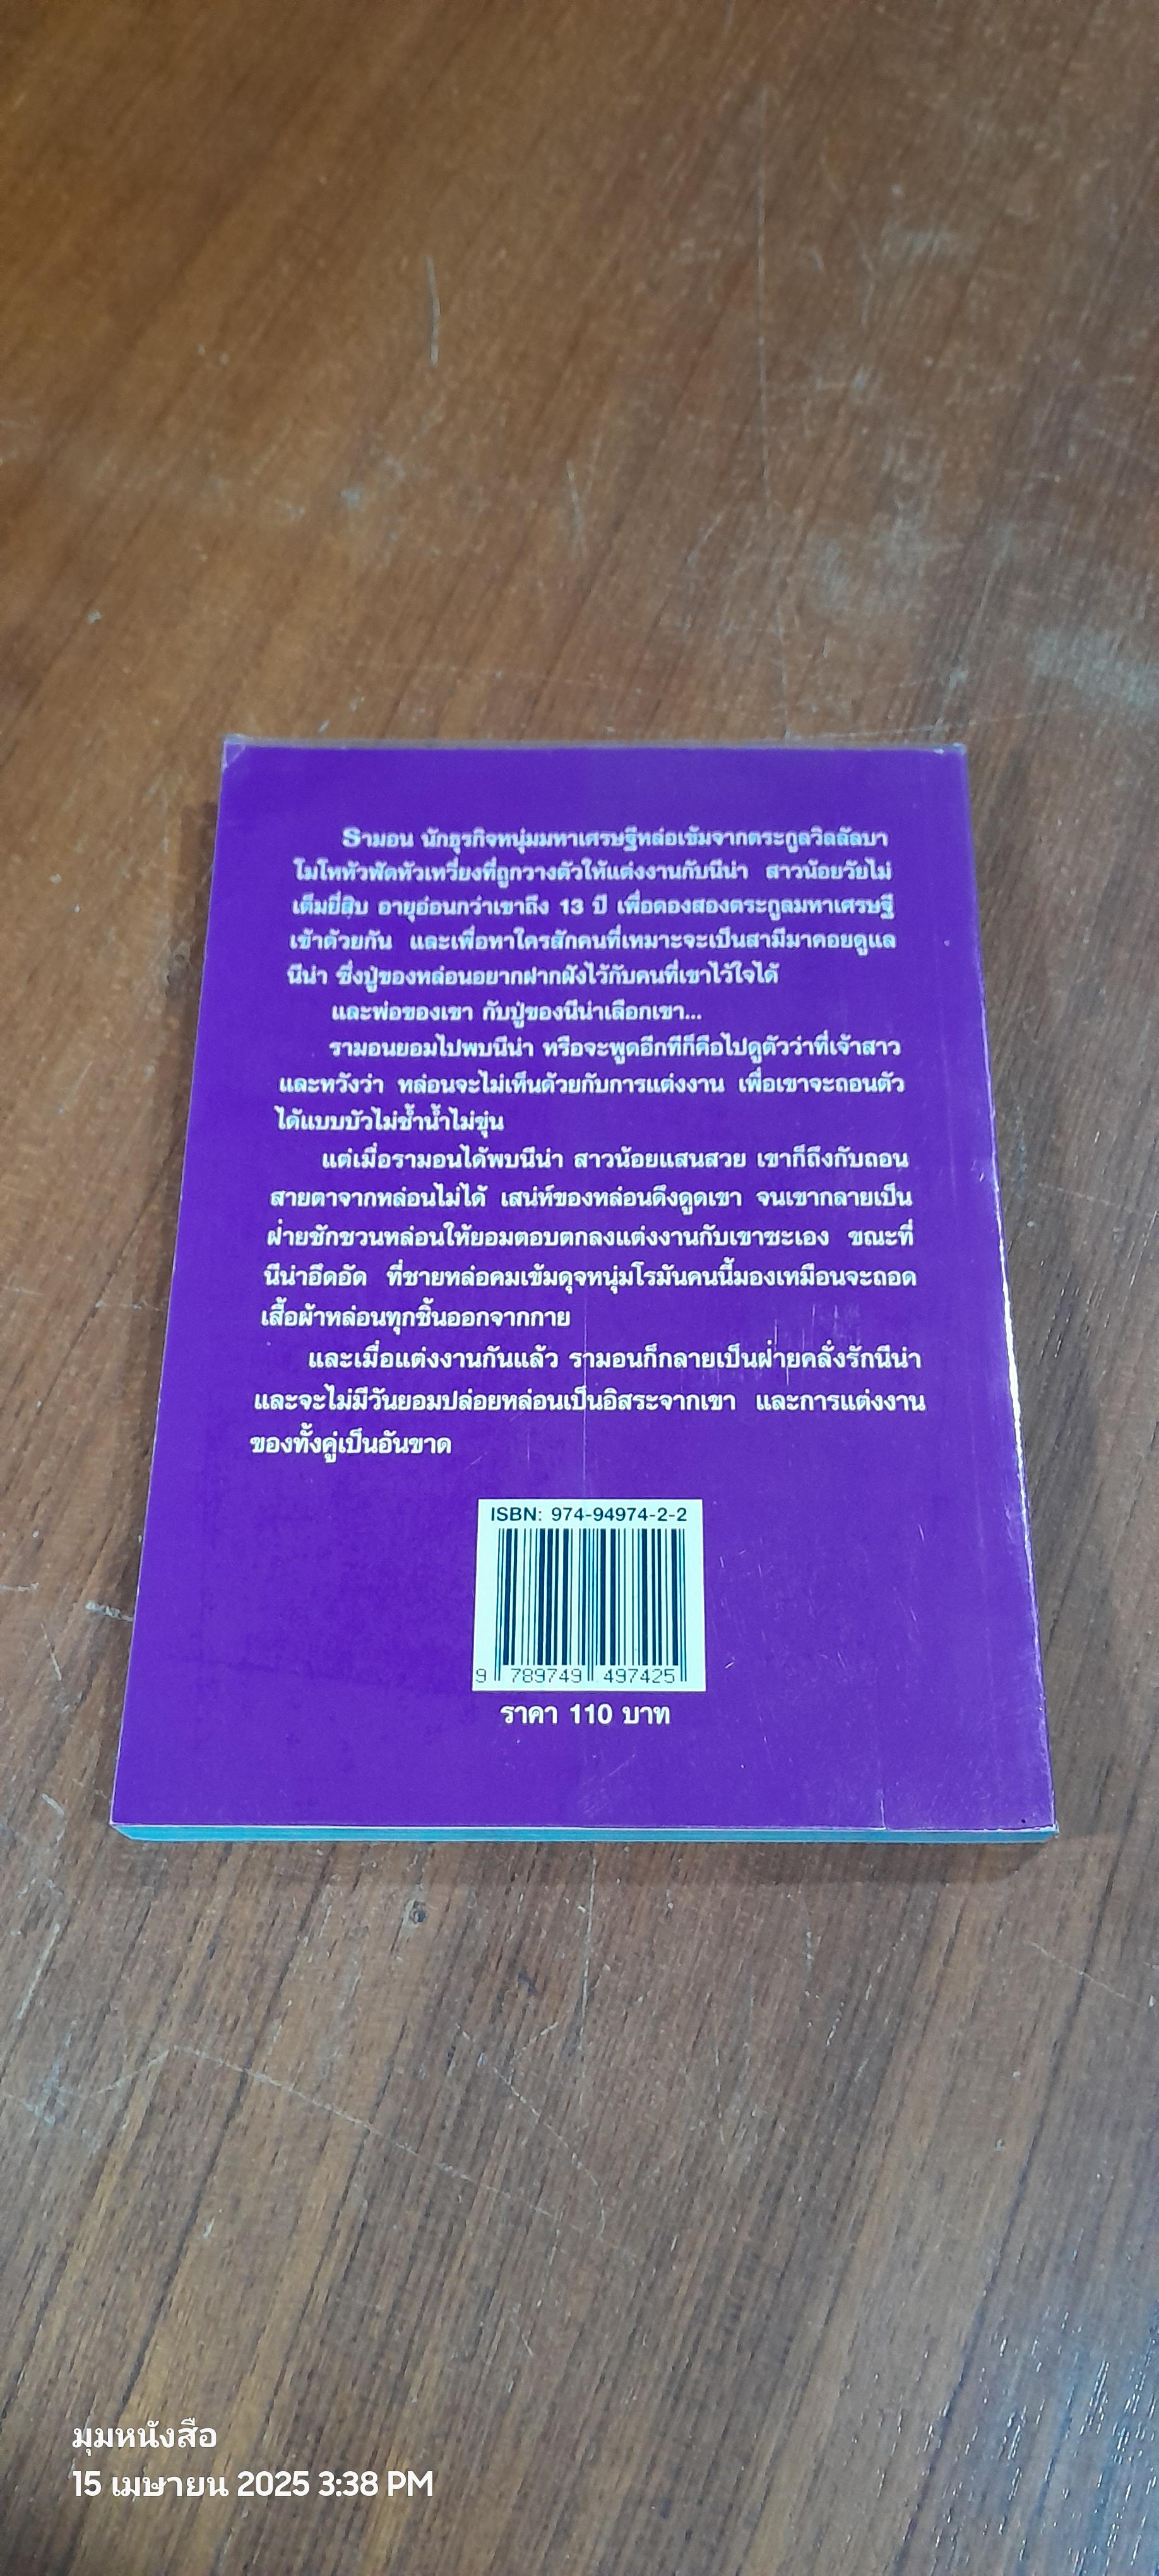 รามอน นักธุรกิจหนุ่มมหาเศรษฐีหล่อเข้มจากตระกูลวิลลัลบา
โมโหหัวฟัดหัวเหวี่ยงที่ถูกวางตัวให้แต่งงานกับนีน่า สาวน้อยวัยไม่
เต็มยี่สิบ อายุอ่อนกว่าเขาถึง 13 ปี เพื่อดองสองตระกูลมหาเศรษฐี
เข้าด้วยกัน และเพื่อหาใครสักคนที่เหมาะจะเป็นสามีมาคอยดูแล
นีน่า ซึ่งปู่ของหล่อนอยากฝากฝังไว้กับคนที่เขาไว้ใจได้
และพ่อของเขา กับปู่ของนีน่าเลือกเขา...
รามอนยอมไปพบนีน่า หรือจะพูดอีกทีก็คือไปดูตัวว่าที่เจ้าสาว
และหวังว่า หล่อนจะไม่เห็นด้วยกับการแต่งงาน เพื่อเขาจะถอนตัว
ได้แบบบัวไม่ช้ำน้ำไม่ขุ่น
แต่เมื่อรามอนได้พบนีน่า สาวน้อยแสนสวย เขาก็ถึงกับถอน
สายตาจากหล่อนไม่ได้ เสน่ห์ของหล่อนดึงดูดเขา จนเขากลายเป็น
ฝ่ายชักชวนหล่อนให้ยอมตอบตกลงแต่งงานกับเขาซะเอง ขณะที่
นีน่าอึดอัด ที่ชายหล่อคมเข้มดุจหนุ่มโรมันคนนี้มองเหมือนจะถอด
เสื้อผ้าหล่อนทุกชิ้นออกจากกาย
และเมื่อแต่งงานกันแล้ว รามอนก็กลายเป็นฝ่ายคลั่งรักนีน่า
และจะไม่มีวันยอมปล่อยหล่อนเป็นอิสระจากเขา และการแต่งงาน
ของทั้งคู่เป็นอันขาด
ISBN: 974-94974-2-2
9 789749 497425
ราคา 110 บาท
มุมหนังสือ
15 เมษายน 2025 3:38 PM